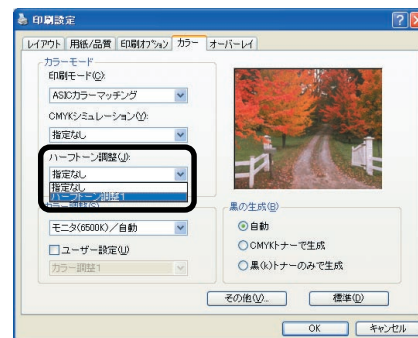 印刷設定
レイアウト 用紙/品質 印刷オプション カラー オーバーレイ
カラーモード
印刷モード(C):
ASICカラーマッチング
CMYKシミュレーション(Y):
指定なし
ハーフトーン調整(J):
指定なし
指定なし
ハーフトーン調整1
カラー調整(S)
モニタ(6500K)/自動
ユーザー設定(U)
カラー調整1
黒の生成(B)
自動
CMYKトナーで生成
黒(k)トナーのみで生成
その他(V)... 標準(D)
OK キャンセル